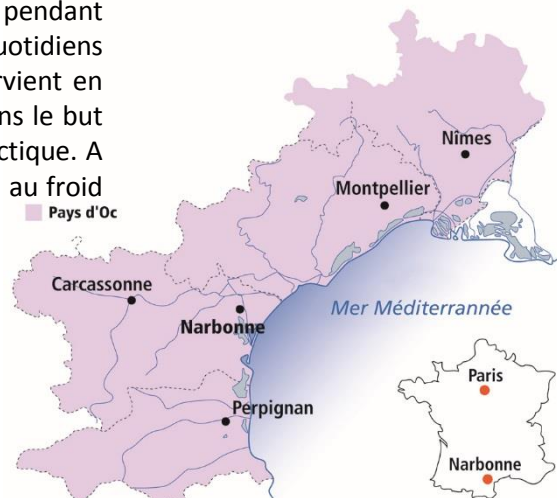 pendant
uotidiens
rvient en
ns le but
ctique. A
au froid
Pays d'Oc
Nîmes
Montpellier
Carcassonne
Narbonne
Mer Méditerrannée
Perpignan
Paris
Narbonne